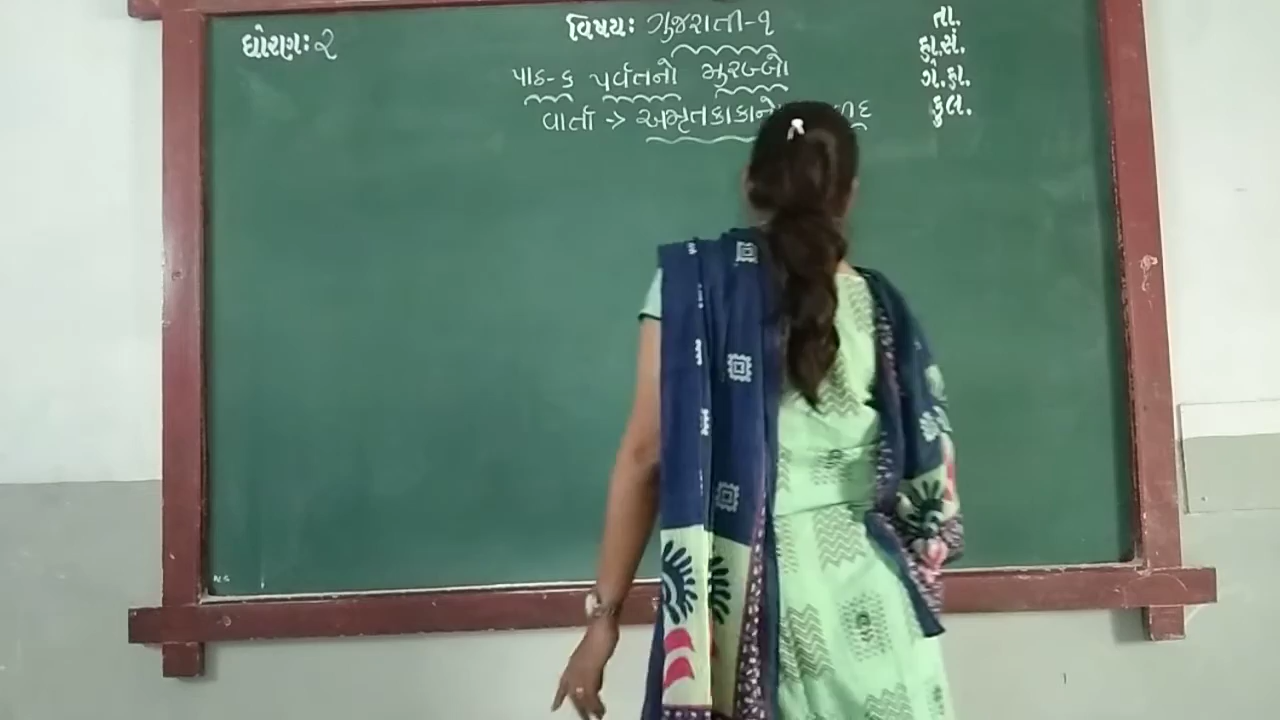 ધોરણઃ ૨
વિષયઃ ગુજરાતી-૧
પાઠ-૬ પર્વતનો મુરબ્બો
વાર્તા → અમૃતકાકાનો
તા.
હા.સં.
ગે.હા.
કુલ.